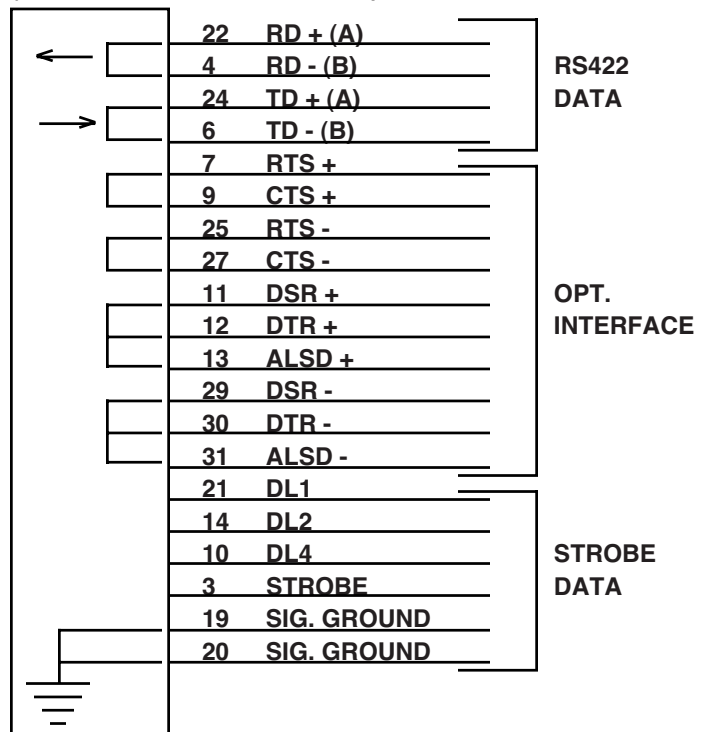 22 RD + (A)
4 RD - (B)
24 TD + (A)
6 TD - (B)
RS422
DATA
7 RTS +
9 CTS +
25 RTS -
27 CTS -
11 DSR +
12 DTR +
13 ALSD +
29 DSR -
30 DTR -
31 ALSD -
OPT.
INTERFACE
21 DL1
14 DL2
10 DL4
3 STROBE
19 SIG. GROUND
20 SIG. GROUND
STROBE
DATA